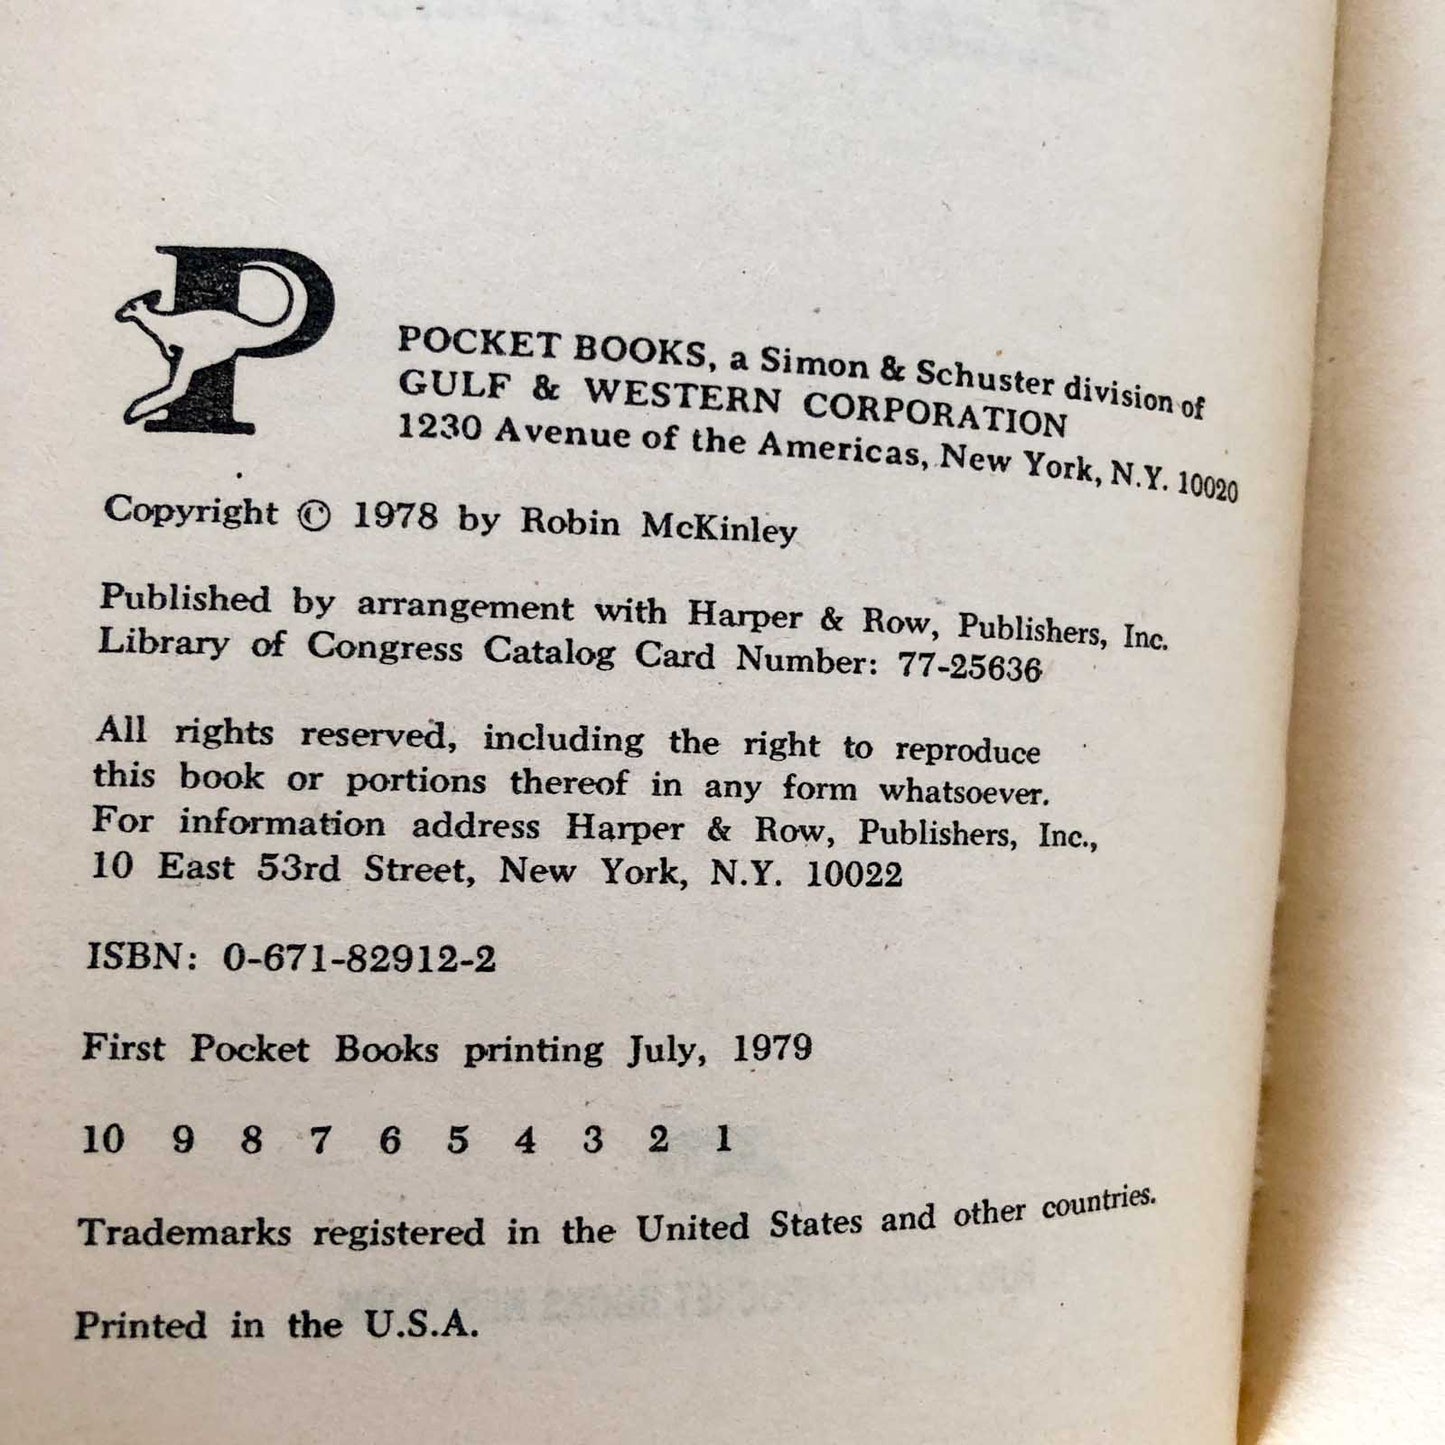 P
POCKET BOOKS, a Simon & Schuster division of
GULF & WESTERN CORPORATION
1230 Avenue of the Americas, New York, N.Y. 10020
Copyright © 1978 by Robin McKinley
Published by arrangement with Harper & Row, Publishers, Inc.
Library of Congress Catalog Card Number: 77-25636
All rights reserved, including the right to reproduce
this book or portions thereof in any form whatsoever.
For information address Harper & Row, Publishers, Inc.,
10 East 53rd Street, New York, N.Y. 10022
ISBN: 0-671-82912-2
First Pocket Books printing July, 1979
10 9 8 7 6 5 4 3 2 1
Trademarks registered in the United States and other countries.
Printed in the U.S.A.